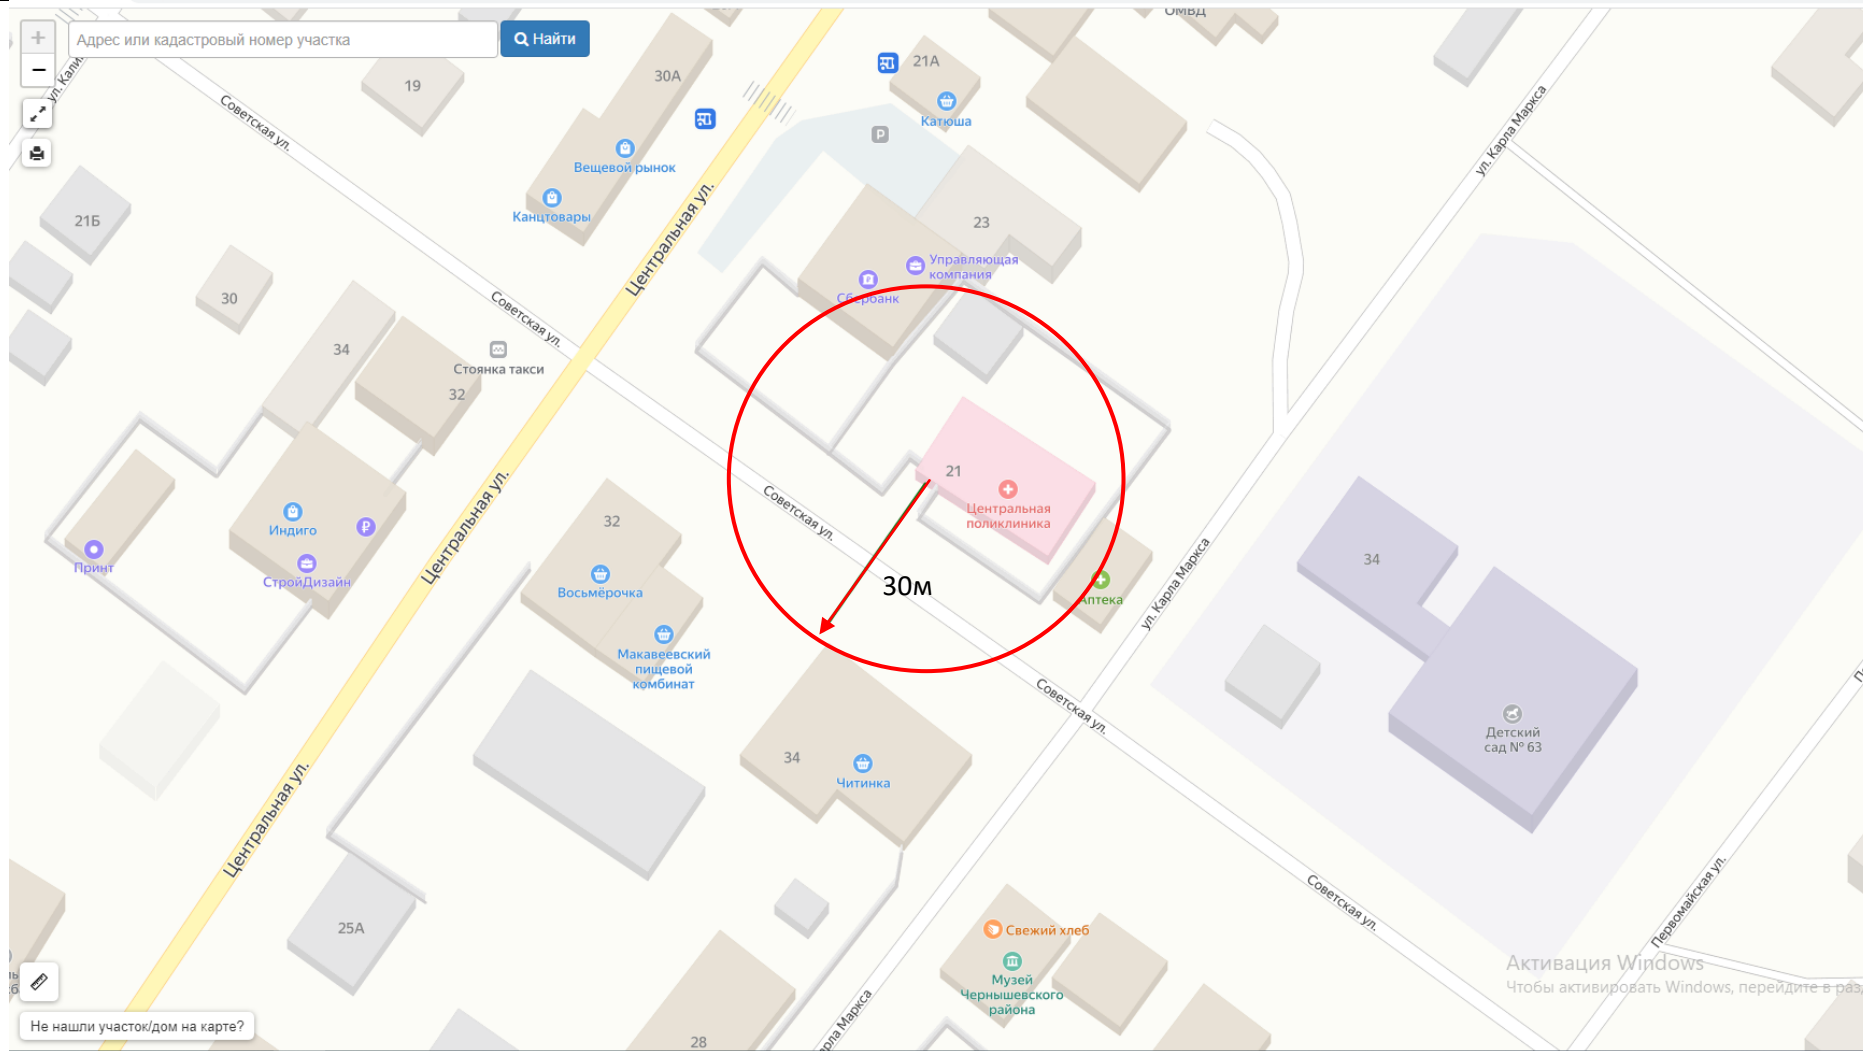 Адрес или кадастровый номер участка
Найти
ОМВД
19
30А
21А
Катюша
ул. Карла Маркса
Советская ул.
P
Вещевой рынок
Канцтовары
Центральная ул.
21Б
23
Управляющая
компания
Сбербанк
30
Советская ул.
34
Стоянка такси
32
21
Центральная
поликлиника
Советская ул.
Центральная ул.
32
Индиго
СтройДизайн
Принт
Восьмёрочка
30м
Аптека
ул. Карла Маркса
34
Макавеевский
пищевой
комбинат
Советская ул.
Детский
сад № 63
34
Читинка
Центральная ул.
Советская ул.
Первомайская ул.
25А
Свежий хлеб
Музей
Чернышевского
района
Активация Windows
Чтобы активировать Windows, перейдите в раз
Не нашли участок/дом на карте?
28